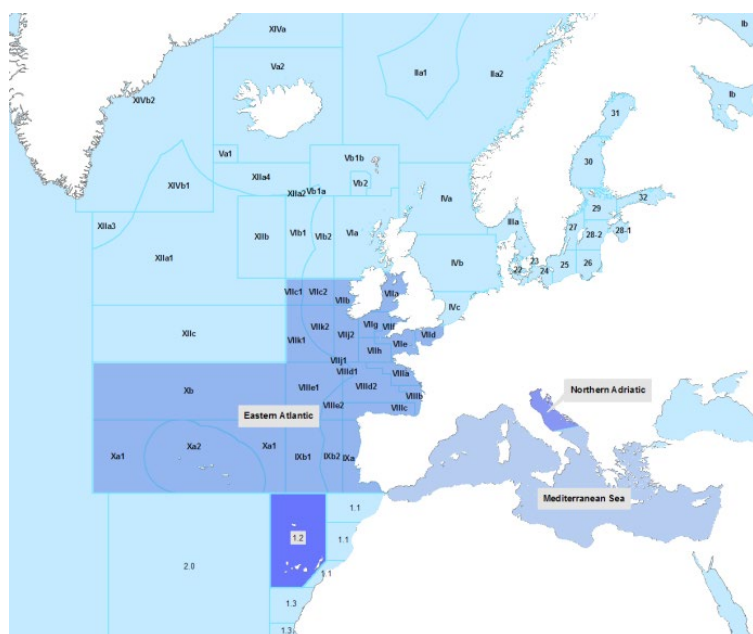 XIVa
Ib
Va2
IIa1
IIa2
XIVb2
Ib
31
Va1
Vb1b
30
XIIa4
XIVb1
Vb2
XIIa2
Vb1a
IVa
29
32
XIIa3
IIIa
27
28-2
28-1
XIIb
VIb1
VIb2
VIa
XIIa1
IVb
23
22
24
25
26
VIIc1
VIIc2
VIIb
VIIa
IVc
XIIc
VIIk2
VIIg
VIIf
VIIk1
VIIj2
VIIe
VIId
VIIh
VIIj1
VIIId1
VIIIa
Xb
VIIIe1
VIIId2
VIIIb
Northern Adriatic
VIIIe2
VIIIc
Eastern Atlantic
Xa1
Xa2
Xa1
IXb1
IXb2
IXa
Mediterranean Sea
1.1
1.2
1.1
2.0
1.1
1.3
1.3